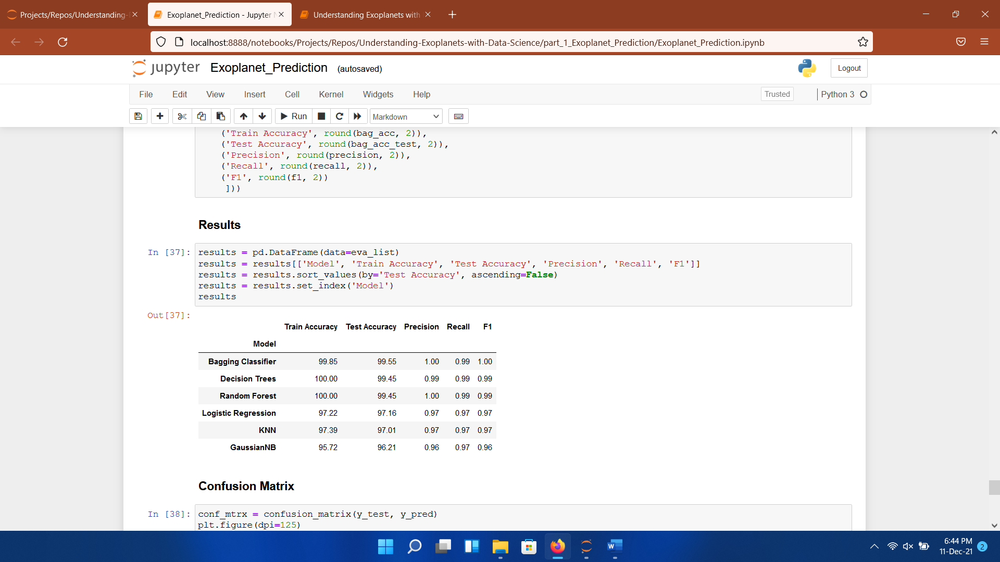 Projects/Repos/Understanding-
Exoplanet_Prediction - Jupyter
Understanding Exoplanets with
localhost:8888/notebooks/Projects/Repos/Understanding-Exoplanets-with-Data-Science/part_1_Exoplanet_Prediction/Exoplanet_Prediction.ipynb
jupyter Exoplanet_Prediction (autosaved)
Logout
File Edit View Insert Cell Kernel Widgets Help
Trusted
Python 3
Run
Markdown
('Train Accuracy', round(bag_acc, 2)),
('Test Accuracy', round(bag_acc_test, 2)),
('Precision', round(precision, 2)),
('Recall', round(recall, 2)),
('F1', round(f1, 2))
]))
Results
In [37]: results = pd.DataFrame(data=eva_list)
results = results[['Model', 'Train Accuracy', 'Test Accuracy', 'Precision', 'Recall', 'F1']]
results = results.sort_values(by='Test Accuracy', ascending=False)
results = results.set_index('Model')
results
Out[37]:
Train Accuracy Test Accuracy Precision Recall F1
Model
Bagging Classifier 99.85 99.55 1.00 0.99 1.00
Decision Trees 100.00 99.45 0.99 0.99 0.99
Random Forest 100.00 99.45 1.00 0.99 0.99
Logistic Regression 97.22 97.16 0.97 0.97 0.97
KNN 97.39 97.01 0.97 0.97 0.97
GaussianNB 95.72 96.21 0.96 0.97 0.96
Confusion Matrix
In [38]: conf_mtrx = confusion_matrix(y_test, y_pred)
plt.figure(dpi=125)
W
6:44 PM
11-Dec-21
2